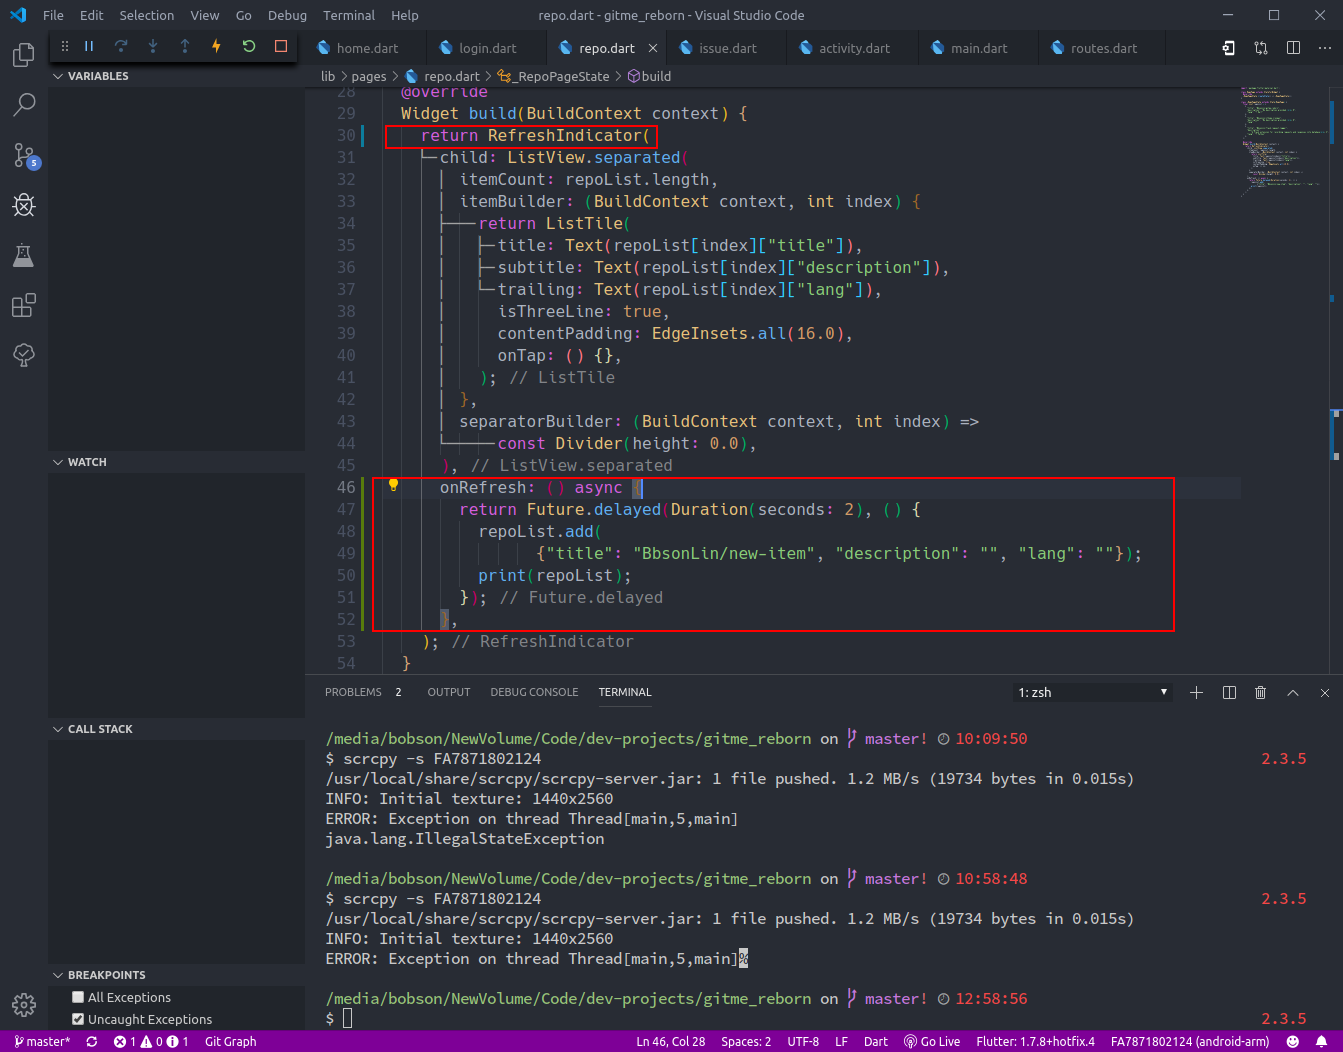 File Edit Selection View Go Debug Terminal Help repo.dart - gitme_reborn - Visual Studio Code
home.dart login.dart repo.dart issue.dart activity.dart main.dart routes.dart
lib > pages > repo.dart > _RepoPageState > build
5
VARIABLES
WATCH
CALL STACK
BREAKPOINTS
All Exceptions
Uncaught Exceptions
28 @override
29 Widget build(BuildContext context) {
30 return RefreshIndicator(
31 child: ListView.separated(
32 itemCount: repoList.length,
33 itemBuilder: (BuildContext context, int index) {
34 return ListTile(
35 title: Text(repoList[index]["title"]),
36 subtitle: Text(repoList[index]["description"]),
37 trailing: Text(repoList[index]["lang"]),
38 isThreeLine: true,
39 contentPadding: EdgeInsets.all(16.0),
40 onTap: () {},
41 ); // ListTile
42 },
43 separatorBuilder: (BuildContext context, int index) =>
44 const Divider(height: 0.0),
45 ), // ListView.separated
46 onRefresh: () async {
47 return Future.delayed(Duration(seconds: 2), () {
48 repoList.add(
49 {"title": "BbsonLin/new-item", "description": "", "lang": ""});
50 print(repoList);
51 }); // Future.delayed
52 },
53 ); // RefreshIndicator
54 }
PROBLEMS 2 OUTPUT DEBUG CONSOLE TERMINAL 1: zsh
/media/bobson/NewVolume/Code/dev-projects/gitme_reborn on master! 10:09:50
$ scrcpy -s FA7871802124 2.3.5
/usr/local/share/scrcpy/scrcpy-server.jar: 1 file pushed. 1.2 MB/s (19734 bytes in 0.015s)
INFO: Initial texture: 1440x2560
ERROR: Exception on thread Thread[main,5,main]
java.lang.IllegalStateException
/media/bobson/NewVolume/Code/dev-projects/gitme_reborn on master! 10:58:48
$ scrcpy -s FA7871802124 2.3.5
/usr/local/share/scrcpy/scrcpy-server.jar: 1 file pushed. 1.2 MB/s (19734 bytes in 0.015s)
INFO: Initial texture: 1440x2560
ERROR: Exception on thread Thread[main,5,main]%
/media/bobson/NewVolume/Code/dev-projects/gitme_reborn on master! 12:58:56
$ 2.3.5
master* 1 0 1 Git Graph Ln 46, Col 28 Spaces: 2 UTF-8 LF Dart Go Live Flutter: 1.7.8+hotfix.4 FA7871802124 (android-arm)